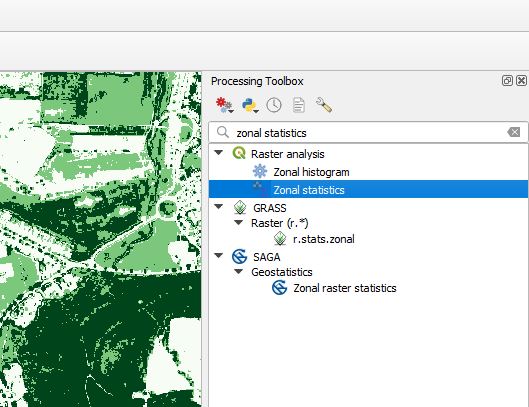 Processing Toolbox
zonal statistics
Raster analysis
Zonal histogram
Zonal statistics
GRASS
Raster (r.*)
r.stats.zonal
SAGA
Geostatistics
Zonal raster statistics